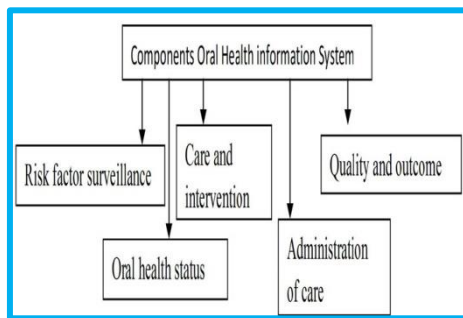 Components Oral Health information System
Risk factor surveillance
Care and
intervention
Quality and outcome
Oral health status
Administration
of care